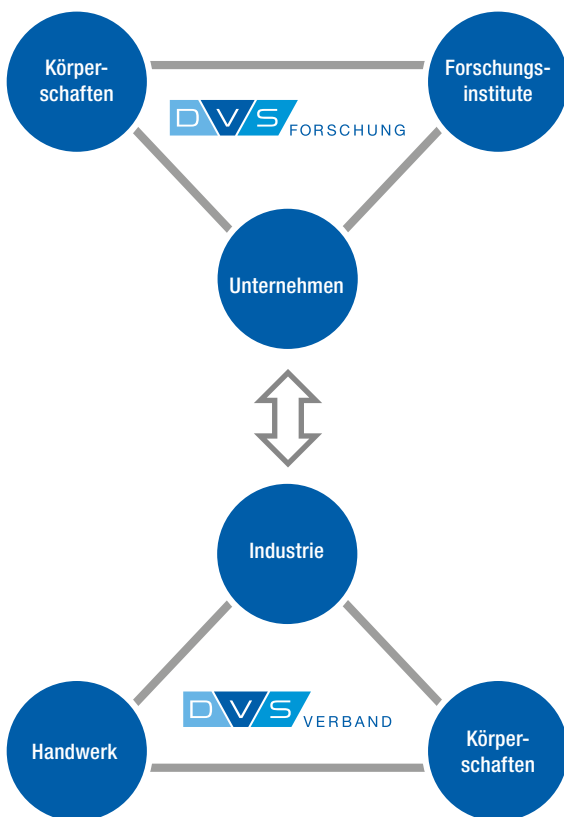 Körper-
schaften
Forschungs-
institute
DVS FORSCHUNG
Unternehmen
Industrie
DVS VERBAND
Handwerk
Körper-
schaften